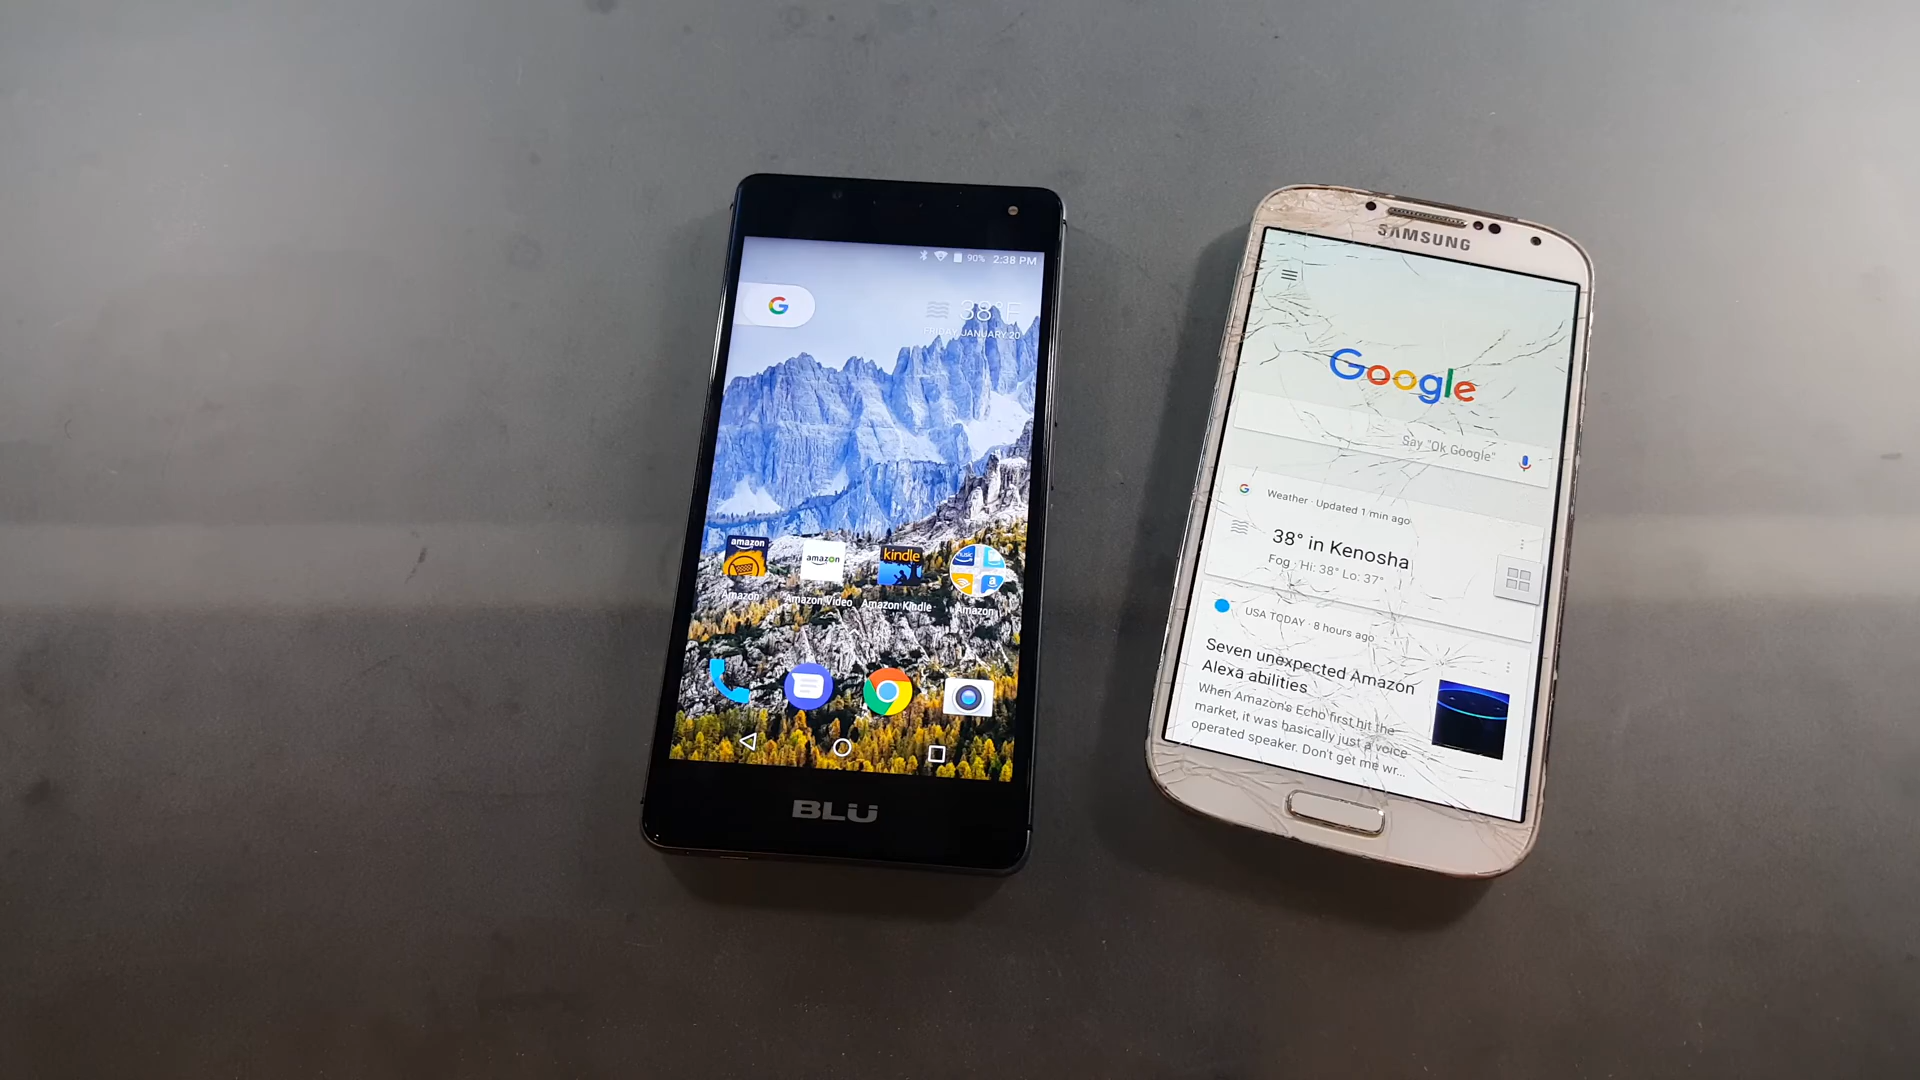 90% 2:38 PM
G
38°F
FRIDAY, JANUARY 20
amazon
amazon
kindle
music
Amazon
Amazon Video
Amazon Kindle
Amazon
BLU
SAMSUNG
Google
Say "Ok Google"
Weather · Updated 1 min ago
38° in Kenosha
Fog · Hi: 38° Lo: 37°
USA TODAY · 8 hours ago
Seven unexpected Amazon
Alexa abilities
When Amazon's Echo first hit the
market, it was basically just a voice
operated speaker. Don't get me wr...